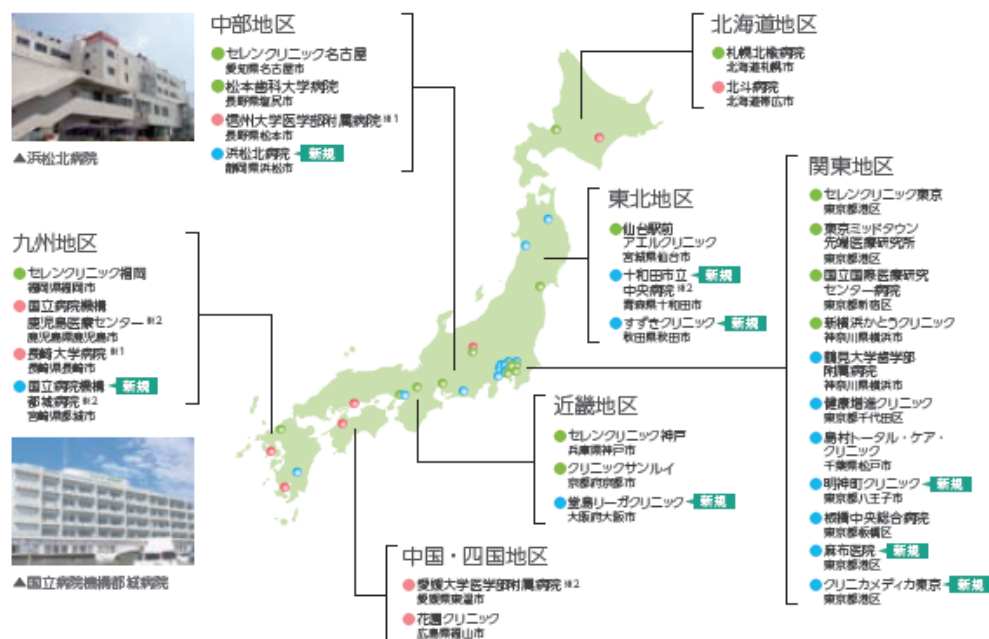 中部地区
●セレンクリニック名古屋
愛知県名古屋市
●松本歯科大学病院
長野県塩尻市
●信州大学医学部附属病院※1
長野県松本市
●浜松北病院 新規
静岡県浜松市
▲浜松北病院
北海道地区
●札幌北楡病院
北海道札幌市
●北斗病院
北海道帯広市
東北地区
●仙台駅前
アエルクリニック
宮城県仙台市
●十和田市立 新規
中央病院※2
青森県十和田市
●すずきクリニック 新規
秋田県秋田市
関東地区
●セレンクリニック東京
東京都港区
●東京ミッドタウン
先端医療研究所
東京都港区
●国立国際医療研究
センター病院
東京都新宿区
●新横浜かとうクリニック
神奈川県横浜市
●鶴見大学歯学部
附属病院
神奈川県横浜市
●健康増進クリニック
東京都千代田区
●島村トータル・ケア・
クリニック
千葉県松戸市
●明神町クリニック 新規
東京都八王子市
●板橋中央総合病院
東京都板橋区
●麻布医院 新規
東京都港区
●クリニカメディカ東京 新規
東京都港区
九州地区
●セレンクリニック福岡
福岡県福岡市
●国立病院機構
鹿児島医療センター※2
鹿児島県鹿児島市
●長崎大学病院※1
長崎県長崎市
●国立病院機構 新規
都城病院※2
宮崎県都城市
▲国立病院機構都城病院
近畿地区
●セレンクリニック神戸
兵庫県神戸市
●クリニックサンルイ
京都府京都市
●堂島リーガクリニック 新規
大阪府大阪市
中国・四国地区
●愛媛大学医学部附属病院※2
愛媛県東温市
●花園クリニック
広島県福山市